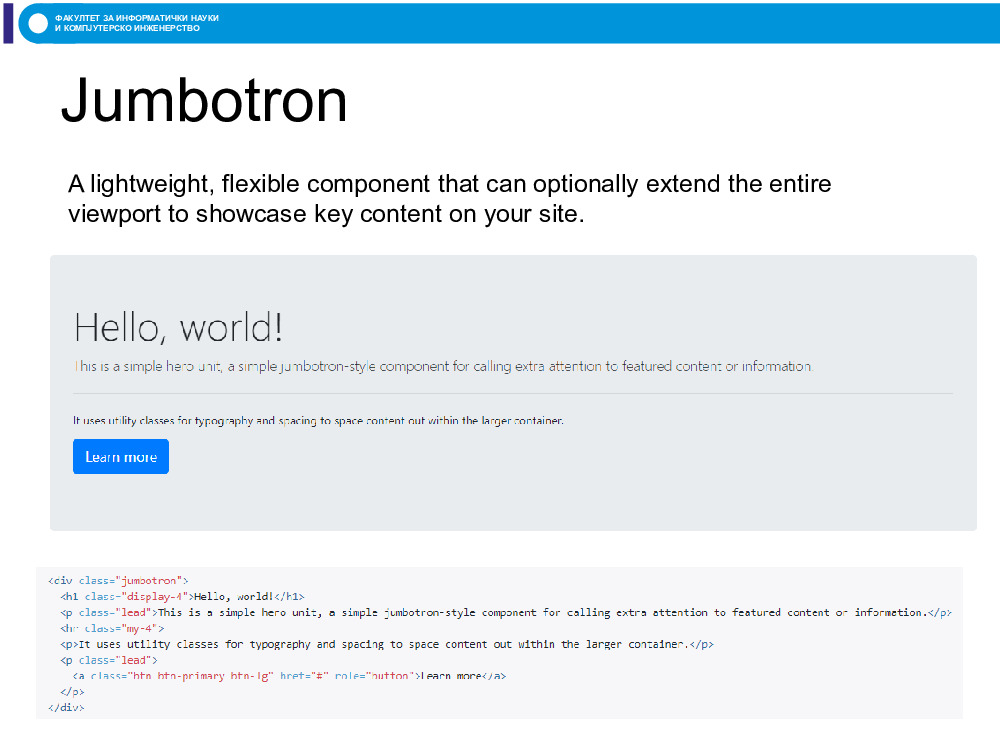 ФАКУЛТЕТ ЗА ИНФОРМАТИЧКИ НАУКИ
И КОМПЈУТЕРСКО ИНЖЕНЕРСТВО
Jumbotron
A lightweight, flexible component that can optionally extend the entire
viewport to showcase key content on your site.
Hello, world!
This is a simple hero unit, a simple jumbotron-style component for calling extra attention to featured content or information.
It uses utility classes for typography and spacing to space content out within the larger container.
Learn more
<div class="jumbotron">
<h1 class="display-4">Hello, world!</h1>
<p class="lead">This is a simple hero unit, a simple jumbotron-style component for calling extra attention to featured content or information.</p>
<hr class="my-4">
<p>It uses utility classes for typography and spacing to space content out within the larger container.</p>
<p class="lead">
<a class="btn btn-primary btn-lg" href="#" role="button">Learn more</a>
</p>
</div>